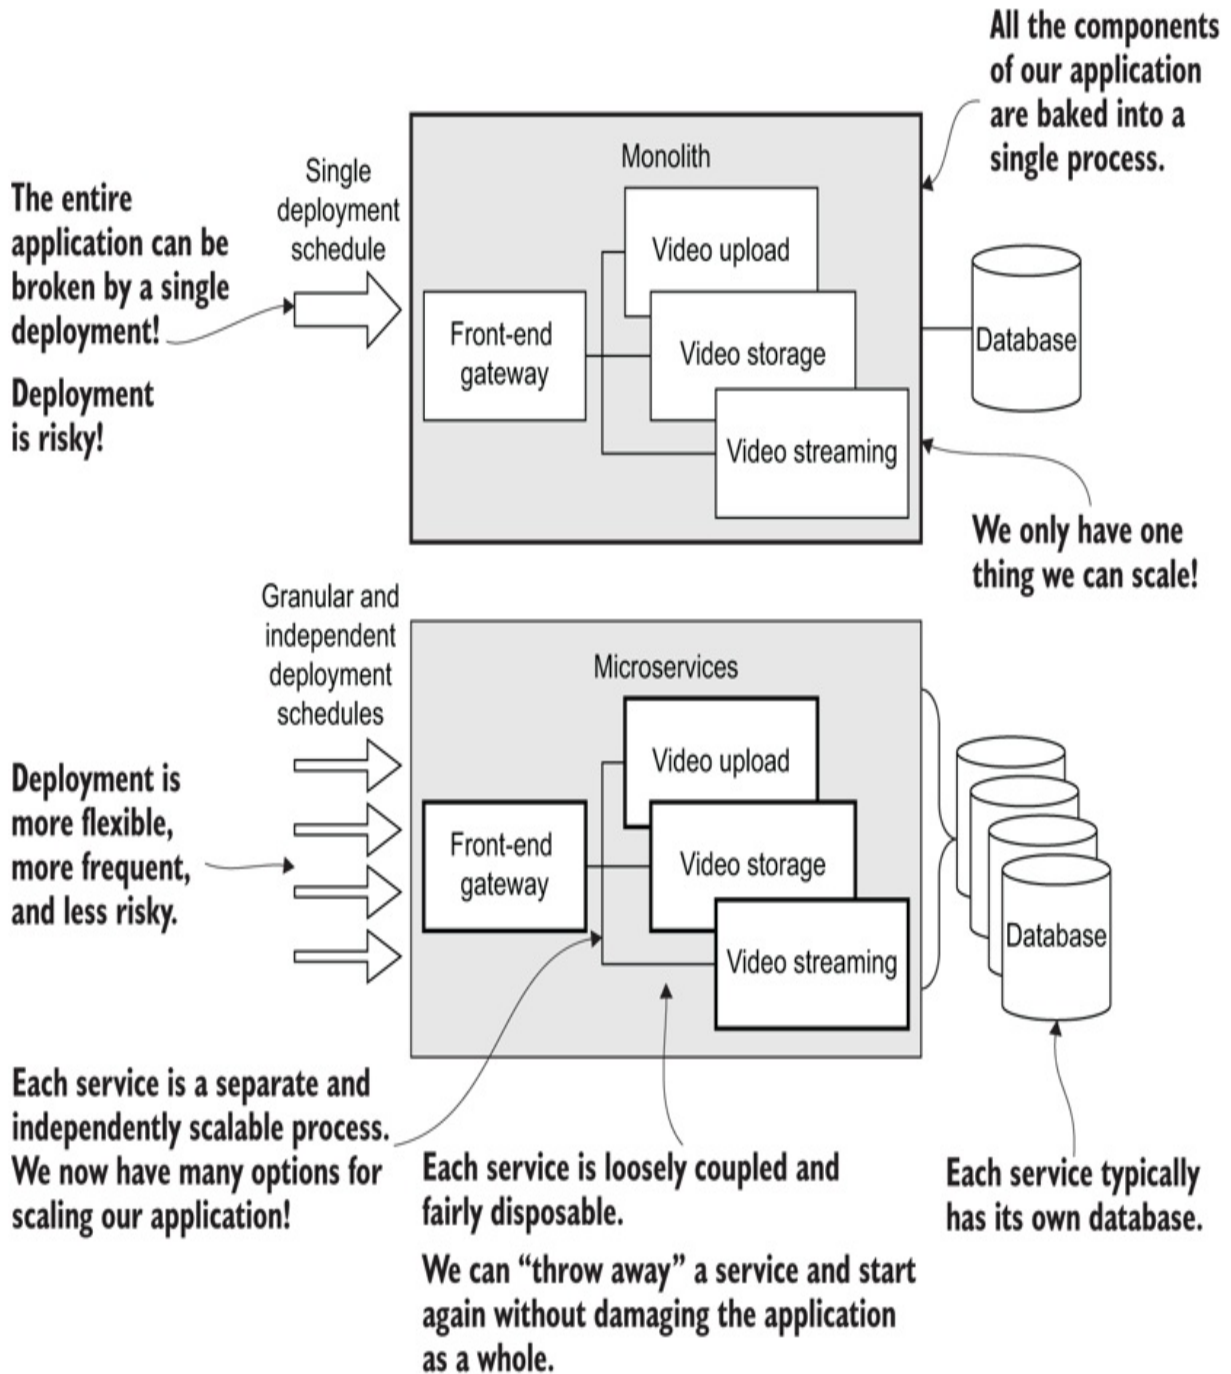 All the components
of our application
are baked into a
single process.
Monolith
Single
deployment
schedule
The entire
application can be
broken by a single
deployment!
Deployment
is risky!
Video upload
Front-end
gateway
Video storage
Video streaming
Database
We only have one
thing we can scale!
Granular and
independent
deployment
schedules
Microservices
Deployment is
more flexible,
more frequent,
and less risky.
Video upload
Front-end
gateway
Video storage
Video streaming
Database
Each service is a separate and
independently scalable process.
We now have many options for
scaling our application!
Each service is loosely coupled and
fairly disposable.
We can “throw away” a service and start
again without damaging the application
as a whole.
Each service typically
has its own database.